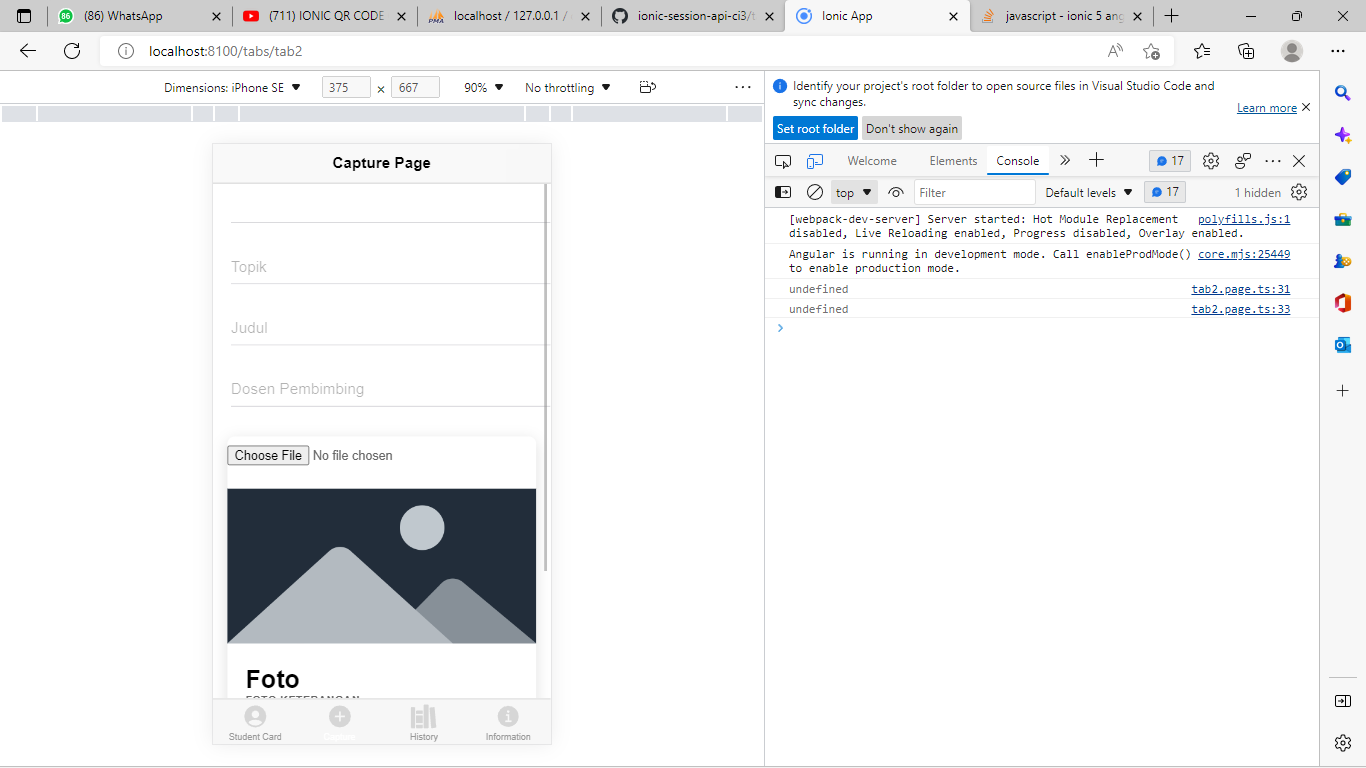 (86) WhatsApp
(711) IONIC QR CODE
localhost / 127.0.0.1 /
ionic-session-api-ci3/t
Ionic App
javascript - ionic 5 ang
localhost:8100/tabs/tab2
Dimensions: iPhone SE
375 × 667
90%
No throttling
Identify your project's root folder to open source files in Visual Studio Code and
sync changes.
Learn more
Set root folder
Don't show again
Welcome
Elements
Console
17
top
Filter
Default levels
17
1 hidden
[webpack-dev-server] Server started: Hot Module Replacement polyfills.js:1
disabled, Live Reloading enabled, Progress disabled, Overlay enabled.
Angular is running in development mode. Call enableProdMode() core.mjs:25449
to enable production mode.
undefined tab2.page.ts:31
undefined tab2.page.ts:33
Capture Page
Topik
Judul
Dosen Pembimbing
Choose File No file chosen
Foto
FOTO KETERANGAN
Student Card
History
Information